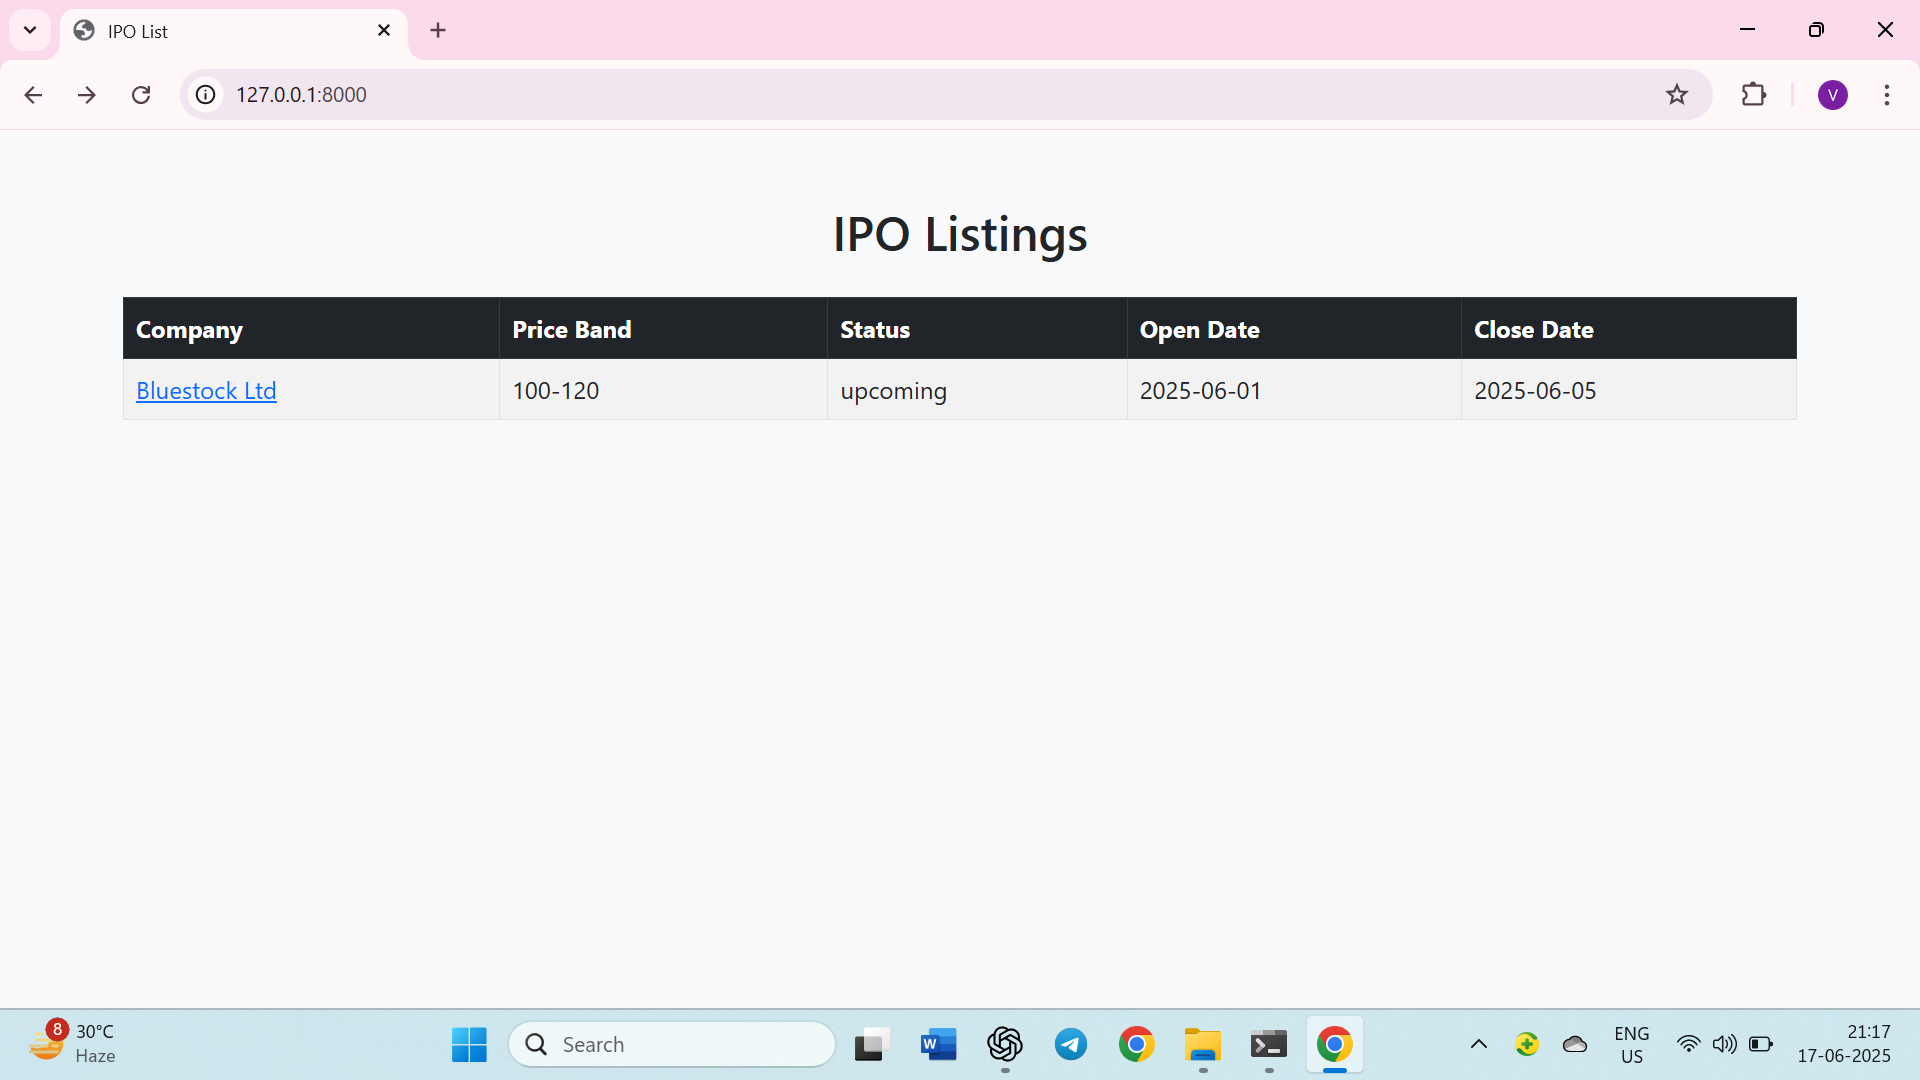 IPO List
127.0.0.1:8000
V
IPO Listings
Company Price Band Status Open Date Close Date
Bluestock Ltd 100-120 upcoming 2025-06-01 2025-06-05
8
30°C
Haze
Search
W
ENG
US
21:17
17-06-2025